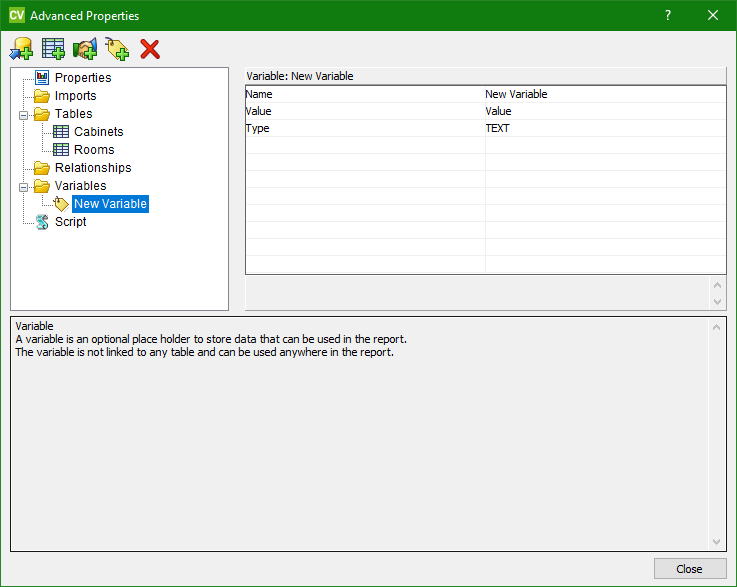 CV Advanced Properties ?
Properties
Imports
Tables
Cabinets
Rooms
Relationships
Variables
New Variable
Script
Variable: New Variable
Name New Variable
Value Value
Type TEXT
Variable
A variable is an optional place holder to store data that can be used in the report.
The variable is not linked to any table and can be used anywhere in the report.
Close